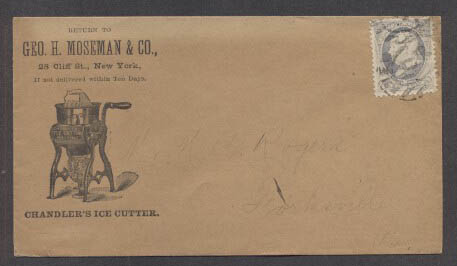 RETURN TO
GEO. H. MOSEMAN & CO.,
28 Cliff St., New York,
If not delivered within Ten Days.
CHANDLER'S ICE CUTTER.
Rogers